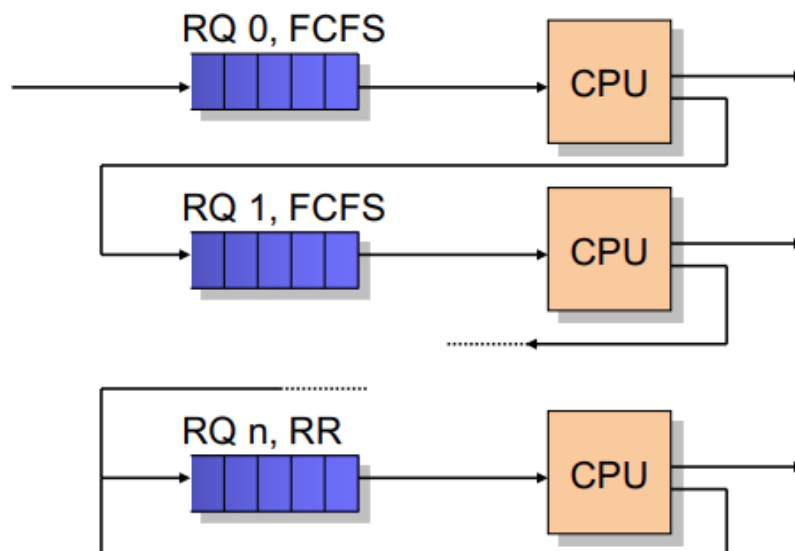 RQ 0, FCFS
CPU
RQ 1, FCFS
CPU
RQ n, RR
CPU